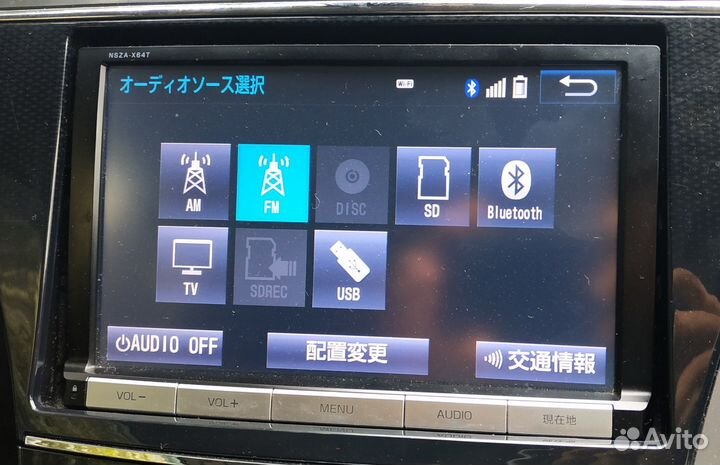 NSZA-X64T
オーディオソース選択
Wi-Fi
AM FM DISC SD Bluetooth
TV SDREC USB
AUDIO OFF 配置変更 交通情報
VOL− VOL+ MENU AUDIO 現在地
Avito